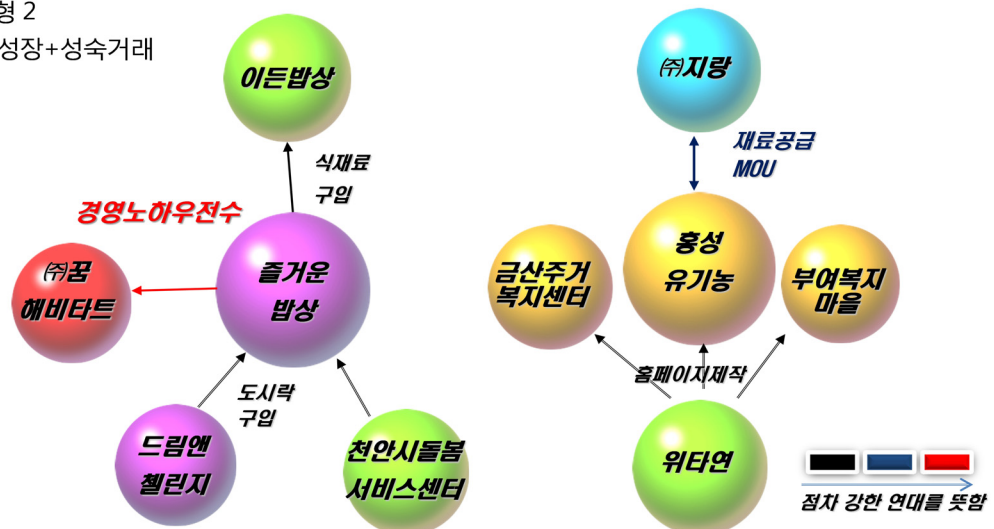 형 2
성장+성숙거래
이든밥상
식재료
구입
경영노하우전수
㈜꿈
해비타트
즐거운
밥상
도시락
구입
드림앤
첼린지
천안시돌봄
서비스센터
㈜지랑
재료공급
MOU
홍성
유기농
금산주거
복지센터
부여복지
마을
홈페이지제작
위타연
점차 강한 연대를 뜻함